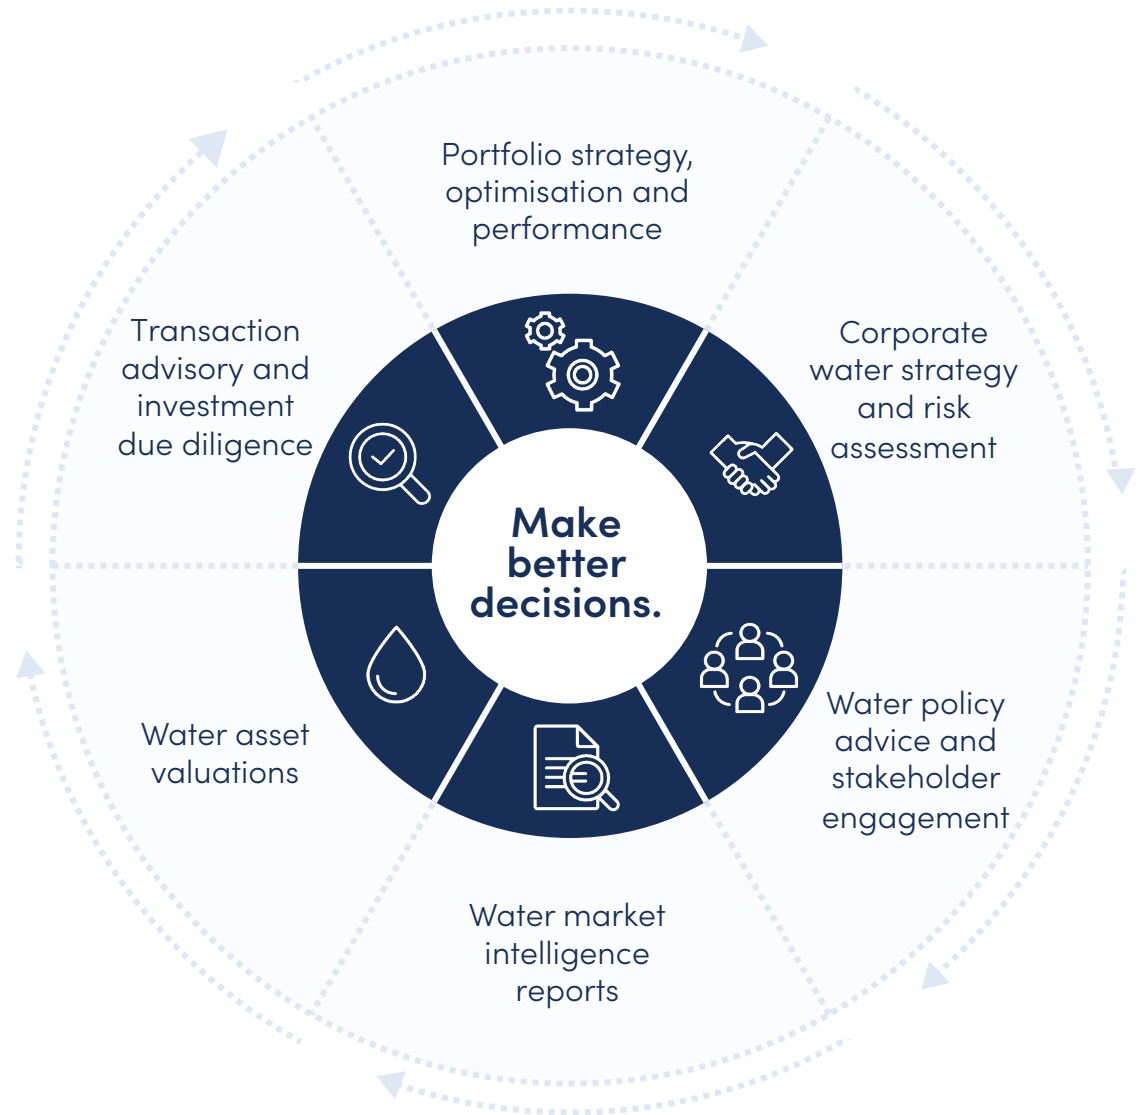 Portfolio strategy,
optimisation and
performance
Corporate
water strategy
and risk
assessment
Water policy
advice and
stakeholder
engagement
Water market
intelligence
reports
Water asset
valuations
Transaction
advisory and
investment
due diligence
Make
better
decisions.